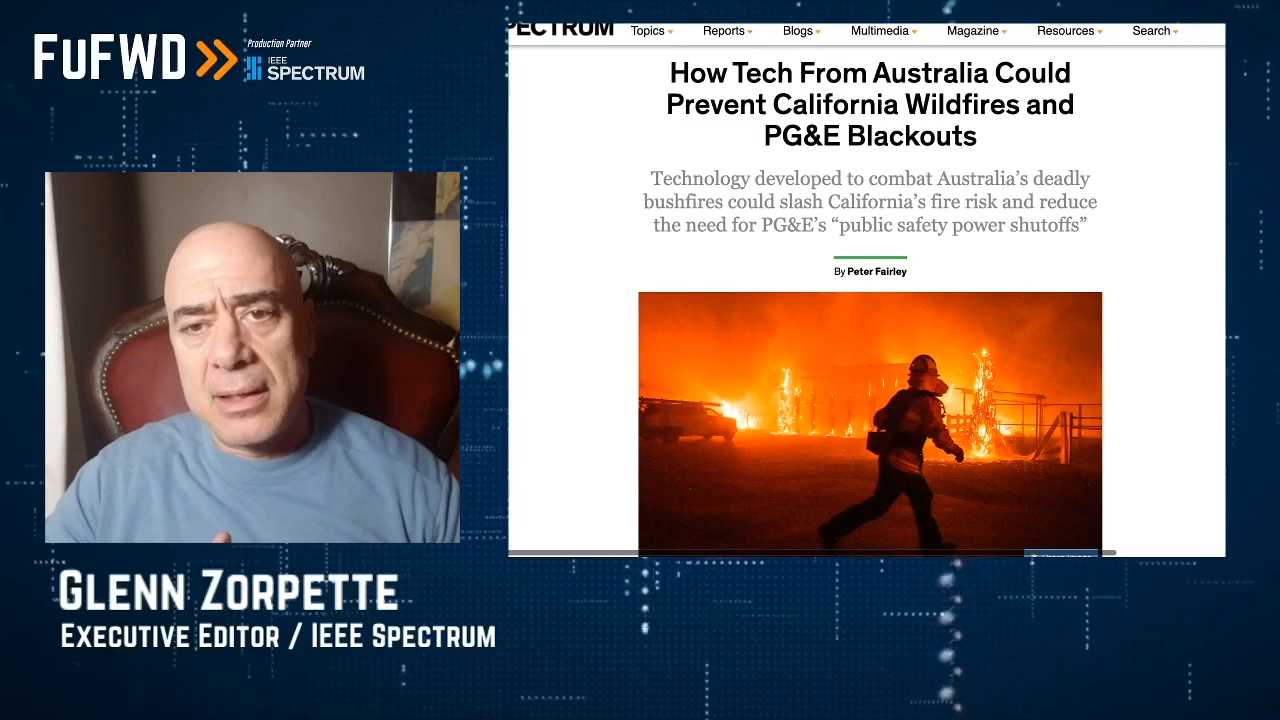 FUFWD
Production Partner
IEEE
SPECTRUM
SPECTRUM
Topics Reports Blogs Multimedia Magazine Resources Search
How Tech From Australia Could
Prevent California Wildfires and
PG&E Blackouts
Technology developed to combat Australia’s deadly
bushfires could slash California’s fire risk and reduce
the need for PG&E’s “public safety power shutoffs”
By Peter Fairley
GLENN ZORPETTE
EXECUTIVE EDITOR / IEEE SPECTRUM